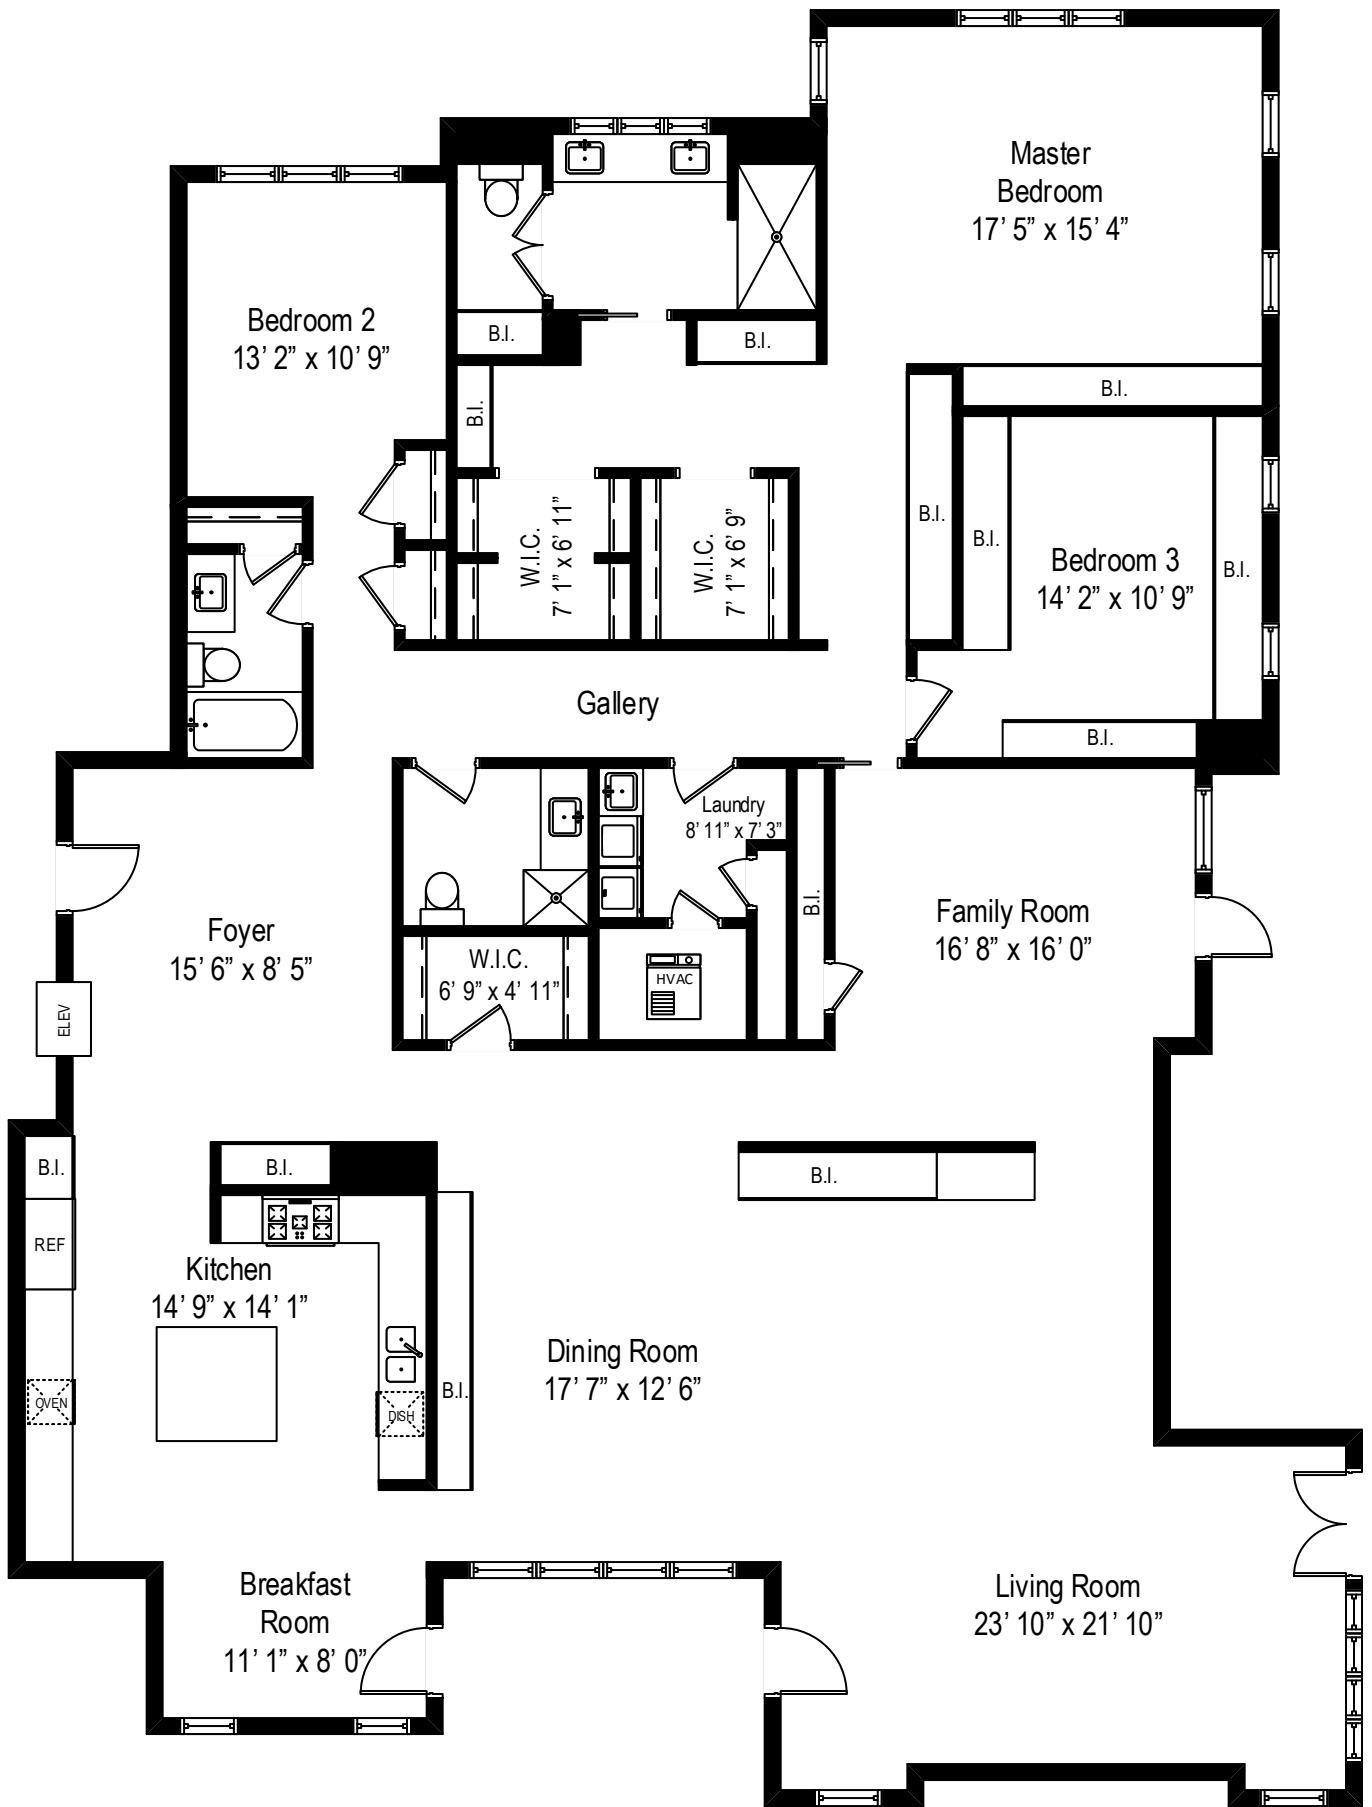 Master
Bedroom
17’ 5” x 15’ 4”
Bedroom 2
13’ 2” x 10’ 9”
B.I.
B.I.
B.I.
B.I.
W.I.C.
7’ 1” x 6’ 11”
W.I.C.
7’ 1” x 6’ 9”
B.I.
B.I.
Bedroom 3
14’ 2” x 10’ 9”
B.I.
Gallery
B.I.
Laundry
8’ 11” x 7’ 3”
B.I.
Family Room
16’ 8” x 16’ 0”
Foyer
15’ 6” x 8’ 5”
W.I.C.
6’ 9” x 4’ 11”
HVAC
ELEV
B.I.
B.I.
B.I.
REF
Kitchen
14’ 9” x 14’ 1”
Dining Room
17’ 7” x 12’ 6”
B.I.
OVEN
DISH
Breakfast
Room
11’ 1” x 8’ 0”
Living Room
23’ 10” x 21’ 10”